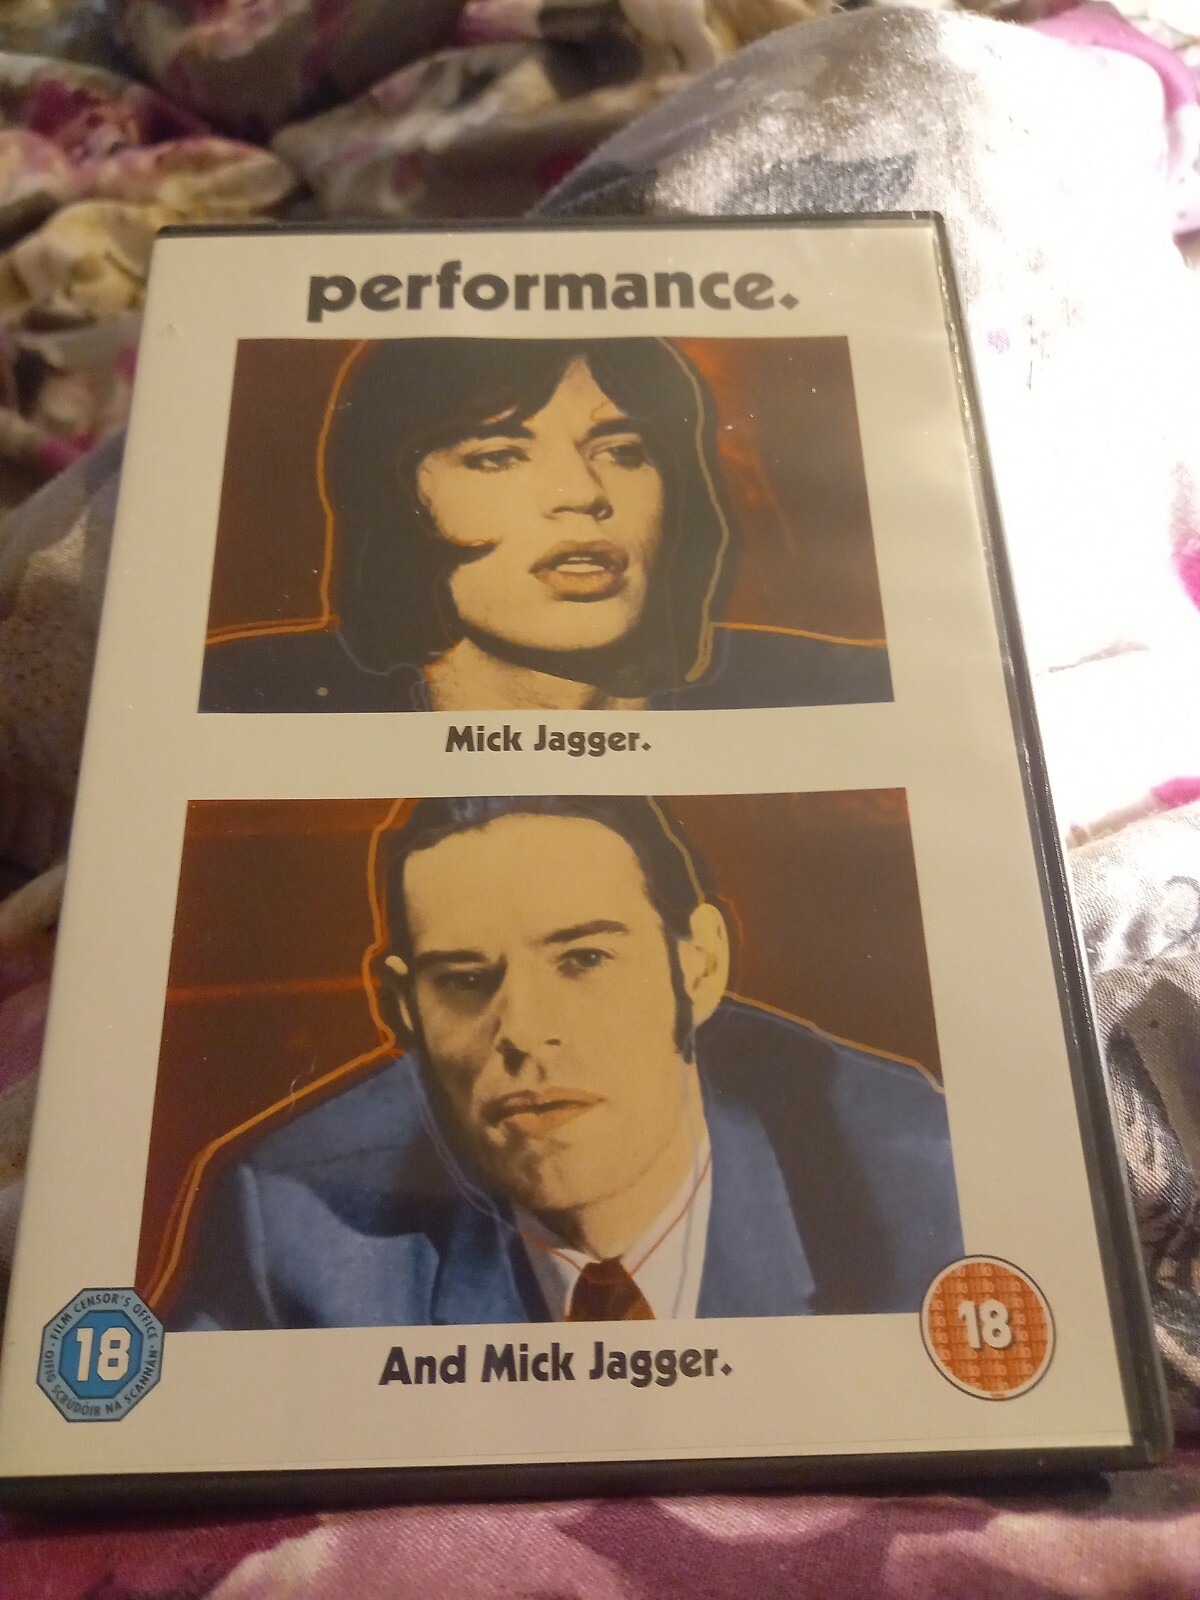 performance.
Mick Jagger.
And Mick Jagger.
FILM CENSOR'S OFFICE
18
OIFIG SCRÚDÓIR NA SCANNÁN
18